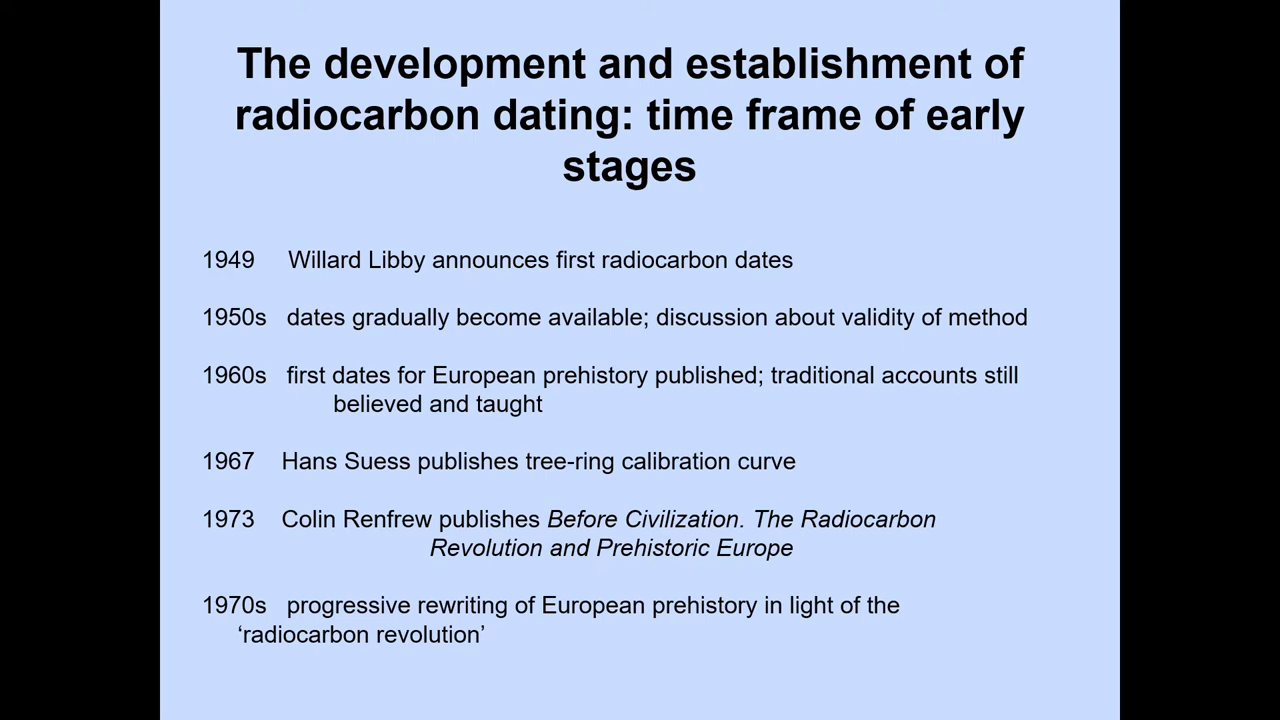 The development and establishment of
radiocarbon dating: time frame of early
stages
1949 Willard Libby announces first radiocarbon dates
1950s dates gradually become available; discussion about validity of method
1960s first dates for European prehistory published; traditional accounts still
believed and taught
1967 Hans Suess publishes tree-ring calibration curve
1973 Colin Renfrew publishes Before Civilization. The Radiocarbon
Revolution and Prehistoric Europe
1970s progressive rewriting of European prehistory in light of the
‘radiocarbon revolution’